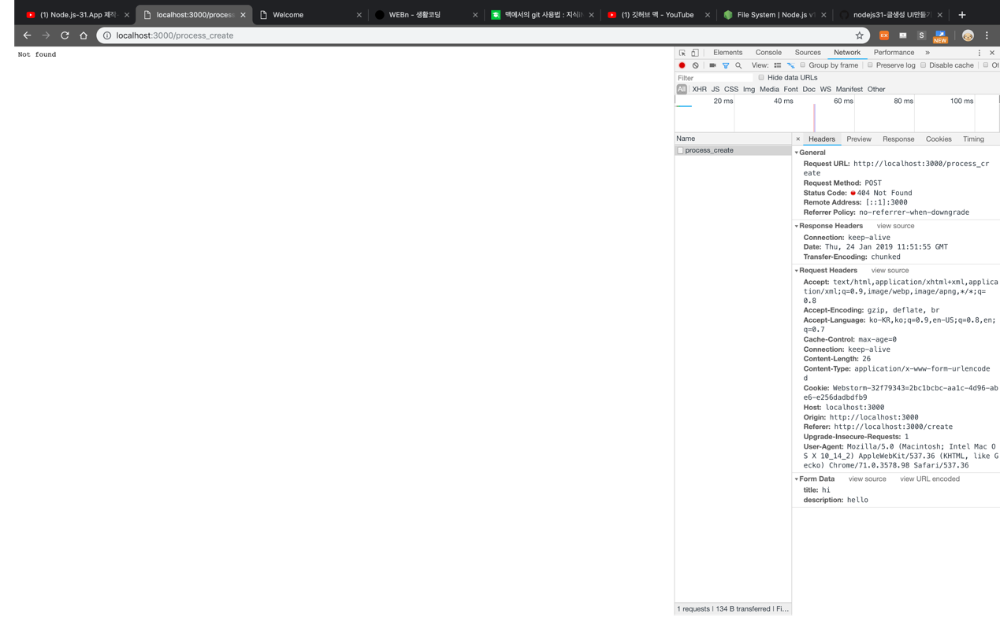 (1) Node.js-31.App 제작-
localhost:3000/process
Welcome
WEBn - 생활코딩
맥에서의 git 사용법 : 지식iN
(1) 깃허브 맥 - YouTube
File System | Node.js v1
nodejs31-글생성 UI만들기
localhost:3000/process_create
EX
S
NEW
Not found
Elements Console Sources Network Performance »
View: Group by frame Preserve log Disable cache Of
Filter Hide data URLs
All XHR JS CSS Img Media Font Doc WS Manifest Other
20 ms 40 ms 60 ms 80 ms 100 ms
Name
process_create
× Headers Preview Response Cookies Timing
General
Request URL: http://localhost:3000/process_cr
eate
Request Method: POST
Status Code: 404 Not Found
Remote Address: [::1]:3000
Referrer Policy: no-referrer-when-downgrade
Response Headers view source
Connection: keep-alive
Date: Thu, 24 Jan 2019 11:51:55 GMT
Transfer-Encoding: chunked
Request Headers view source
Accept: text/html,application/xhtml+xml,applica
tion/xml;q=0.9,image/webp,image/apng,*/*;q=
0.8
Accept-Encoding: gzip, deflate, br
Accept-Language: ko-KR,ko;q=0.9,en-US;q=0.8,en;
q=0.7
Cache-Control: max-age=0
Connection: keep-alive
Content-Length: 26
Content-Type: application/x-www-form-urlencode
d
Cookie: Webstorm-32f79343=2bc1bcbc-aa1c-4d96-ab
e6-e256dadbdfb9
Host: localhost:3000
Origin: http://localhost:3000
Referer: http://localhost:3000/create
Upgrade-Insecure-Requests: 1
User-Agent: Mozilla/5.0 (Macintosh; Intel Mac O
S X 10_14_2) AppleWebKit/537.36 (KHTML, like G
ecko) Chrome/71.0.3578.98 Safari/537.36
Form Data view source view URL encoded
title: hi
description: hello
1 requests | 134 B transferred | Fi...